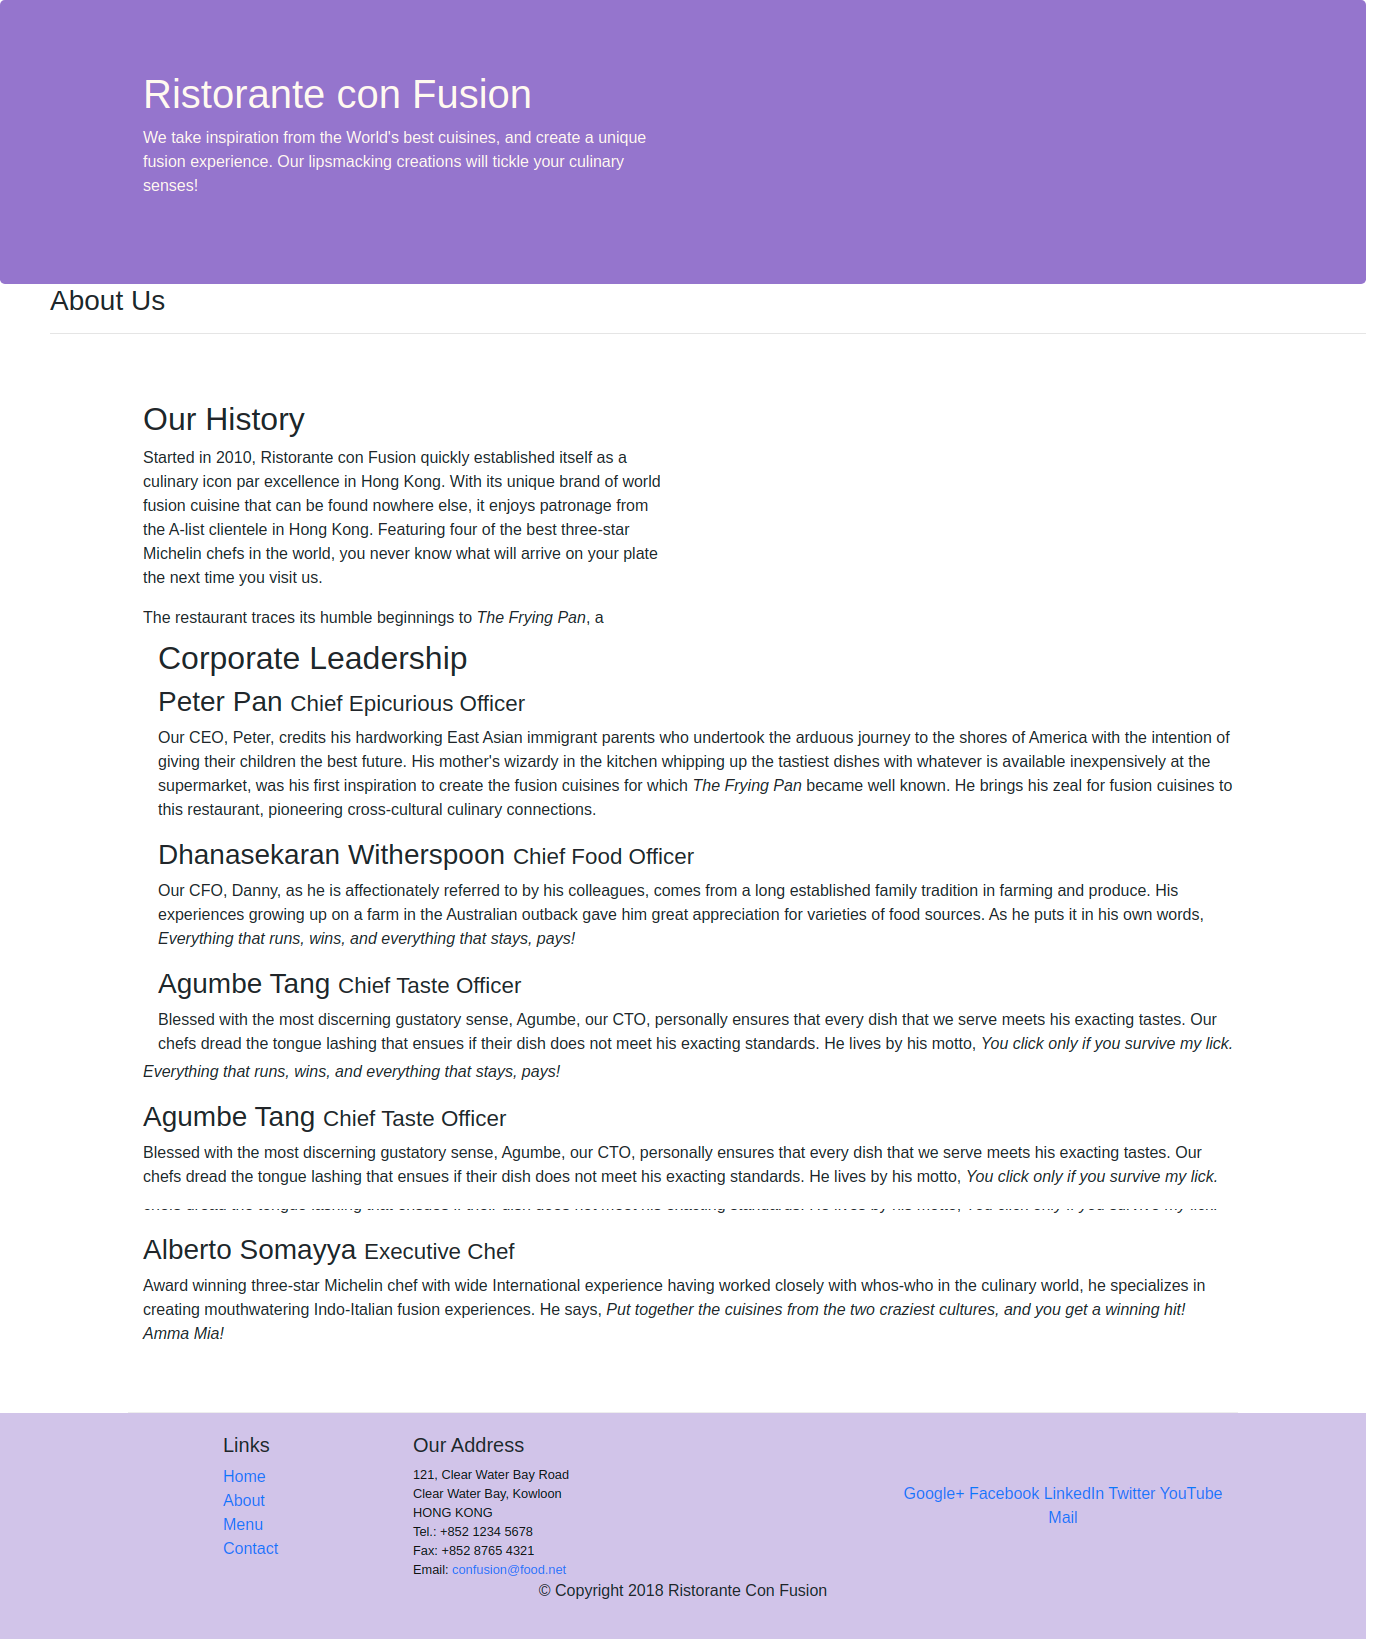 Ristorante con Fusion
We take inspiration from the World's best cuisines, and create a unique
fusion experience. Our lipsmacking creations will tickle your culinary
senses!
About Us
Our History
Started in 2010, Ristorante con Fusion quickly established itself as a
culinary icon par excellence in Hong Kong. With its unique brand of world
fusion cuisine that can be found nowhere else, it enjoys patronage from
the A-list clientele in Hong Kong. Featuring four of the best three-star
Michelin chefs in the world, you never know what will arrive on your plate
the next time you visit us.
The restaurant traces its humble beginnings to The Frying Pan, a
Corporate Leadership
Peter Pan Chief Epicurious Officer
Our CEO, Peter, credits his hardworking East Asian immigrant parents who undertook the arduous journey to the shores of America with the intention of
giving their children the best future. His mother's wizardy in the kitchen whipping up the tastiest dishes with whatever is available inexpensively at the
supermarket, was his first inspiration to create the fusion cuisines for which The Frying Pan became well known. He brings his zeal for fusion cuisines to
this restaurant, pioneering cross-cultural culinary connections.
Dhanasekaran Witherspoon Chief Food Officer
Our CFO, Danny, as he is affectionately referred to by his colleagues, comes from a long established family tradition in farming and produce. His
experiences growing up on a farm in the Australian outback gave him great appreciation for varieties of food sources. As he puts it in his own words,
Everything that runs, wins, and everything that stays, pays!
Agumbe Tang Chief Taste Officer
Blessed with the most discerning gustatory sense, Agumbe, our CTO, personally ensures that every dish that we serve meets his exacting tastes. Our
chefs dread the tongue lashing that ensues if their dish does not meet his exacting standards. He lives by his motto, You click only if you survive my lick.
Everything that runs, wins, and everything that stays, pays!
Agumbe Tang Chief Taste Officer
Blessed with the most discerning gustatory sense, Agumbe, our CTO, personally ensures that every dish that we serve meets his exacting tastes. Our
chefs dread the tongue lashing that ensues if their dish does not meet his exacting standards. He lives by his motto, You click only if you survive my lick.
Alberto Somayya Executive Chef
Award winning three-star Michelin chef with wide International experience having worked closely with whos-who in the culinary world, he specializes in
creating mouthwatering Indo-Italian fusion experiences. He says, Put together the cuisines from the two craziest cultures, and you get a winning hit!
Amma Mia!
Links
Home
About
Menu
Contact
Our Address
121, Clear Water Bay Road
Clear Water Bay, Kowloon
HONG KONG
Tel.: +852 1234 5678
Fax: +852 8765 4321
Email: confusion@food.net
Google+ Facebook LinkedIn Twitter YouTube
Mail
© Copyright 2018 Ristorante Con Fusion